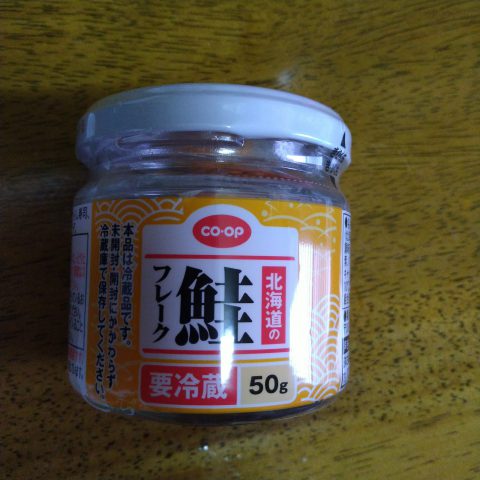 CO·OP
北海道の
鮭
フレーク
要冷蔵
50g
本品は冷蔵品です。
未開封・開封にかかわらず
冷蔵庫で保存してください。